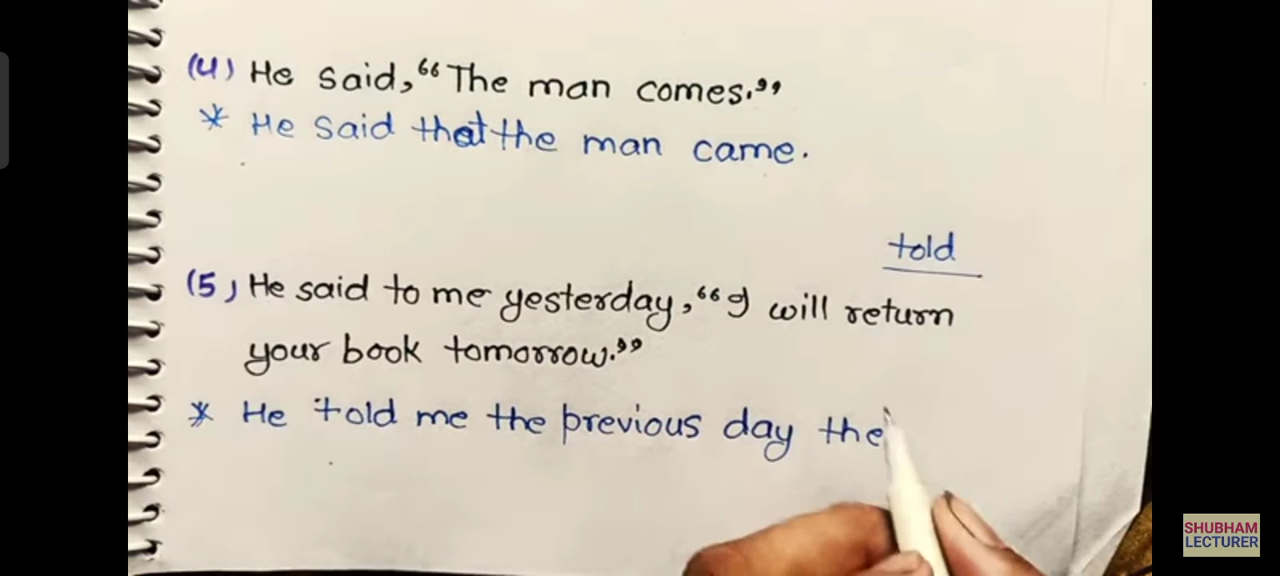 (4) He said, “The man comes.”
* He said that the man came.
told
(5) He said to me yesterday, “I will return
your book tomorrow.”
* He told me the previous day the
SHUBHAM
LECTURER